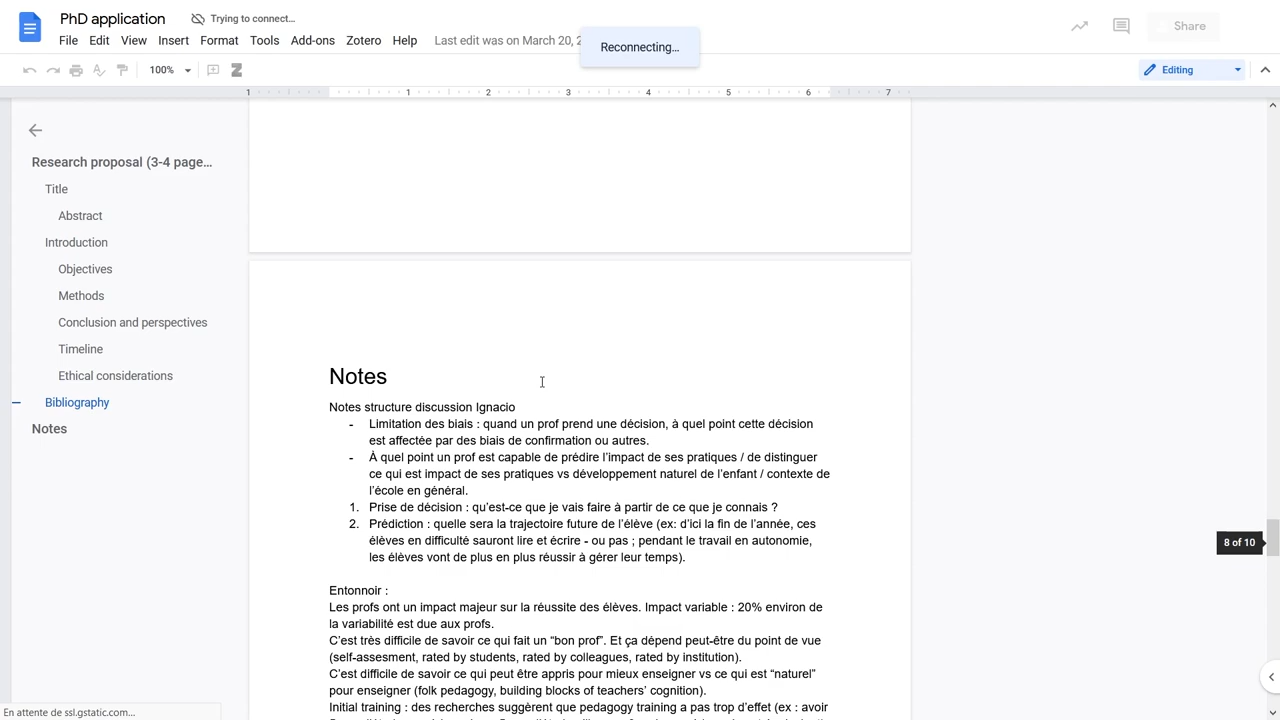 PhD application
Trying to connect…
Reconnecting…
Share
File Edit View Insert Format Tools Add-ons Zotero Help Last edit was on March 20, 2
100%
Editing
1 1 2 3 4 5 6 7
Research proposal (3-4 page...
Title
Abstract
Introduction
Objectives
Methods
Conclusion and perspectives
Timeline
Ethical considerations
Bibliography
Notes
Notes
Notes structure discussion Ignacio
- Limitation des biais : quand un prof prend une décision, à quel point cette décision
est affectée par des biais de confirmation ou autres.
- À quel point un prof est capable de prédire l'impact de ses pratiques / de distinguer
ce qui est impact de ses pratiques vs développement naturel de l'enfant / contexte de
l'école en général.
1. Prise de décision : qu'est-ce que je vais faire à partir de ce que je connais ?
2. Prédiction : quelle sera la trajectoire future de l'élève (ex: d'ici la fin de l'année, ces
élèves en difficulté sauront lire et écrire - ou pas ; pendant le travail en autonomie,
les élèves vont de plus en plus réussir à gérer leur temps).
Entonnoir :
Les profs ont un impact majeur sur la réussite des élèves. Impact variable : 20% environ de
la variabilité est due aux profs.
C'est très difficile de savoir ce qui fait un “bon prof”. Et ça dépend peut-être du point de vue
(self-assesment, rated by students, rated by colleagues, rated by institution).
C'est difficile de savoir ce qui peut être appris pour mieux enseigner vs ce qui est “naturel”
pour enseigner (folk pedagogy, building blocks of teachers' cognition).
Initial training : des recherches suggèrent que pedagogy training a pas trop d'effet (ex : avoir
8 of 10
En attente de ssl.gstatic.com...